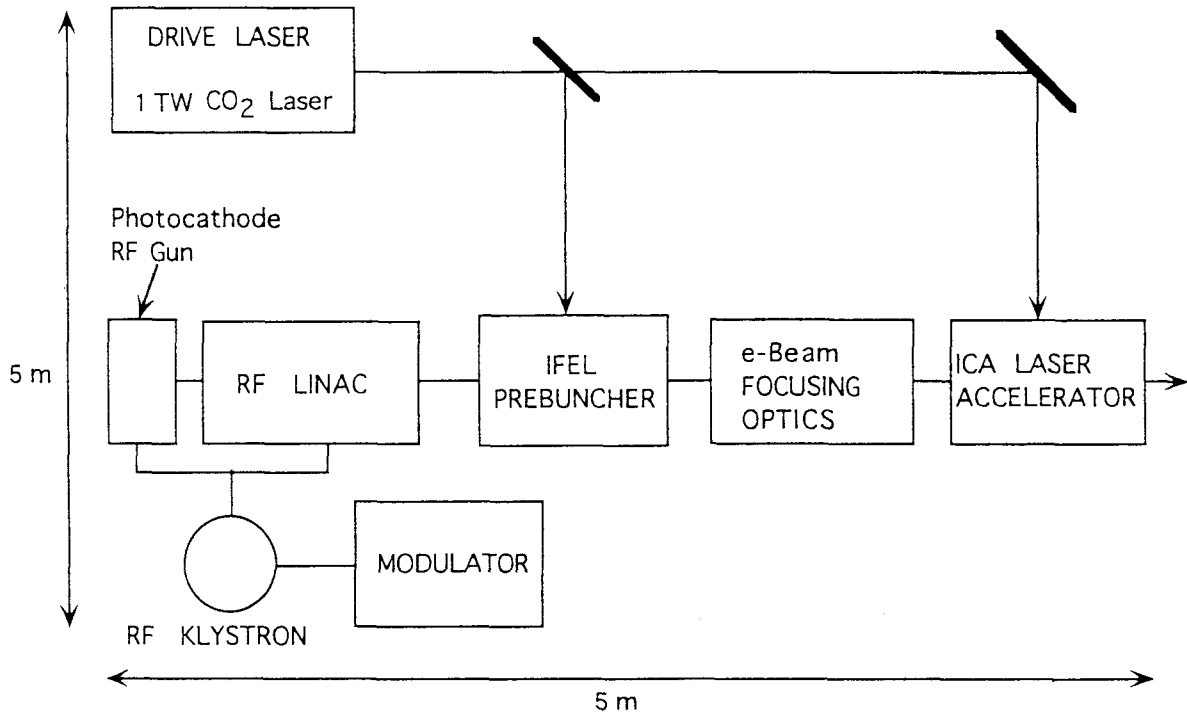 DRIVE LASER
1 TW CO₂ Laser
Photocathode
RF Gun
5 m
RF LINAC
IFEL
PREBUNCHER
e-Beam
FOCUSING
OPTICS
ICA LASER
ACCELERATOR
MODULATOR
RF KLYSTRON
5 m